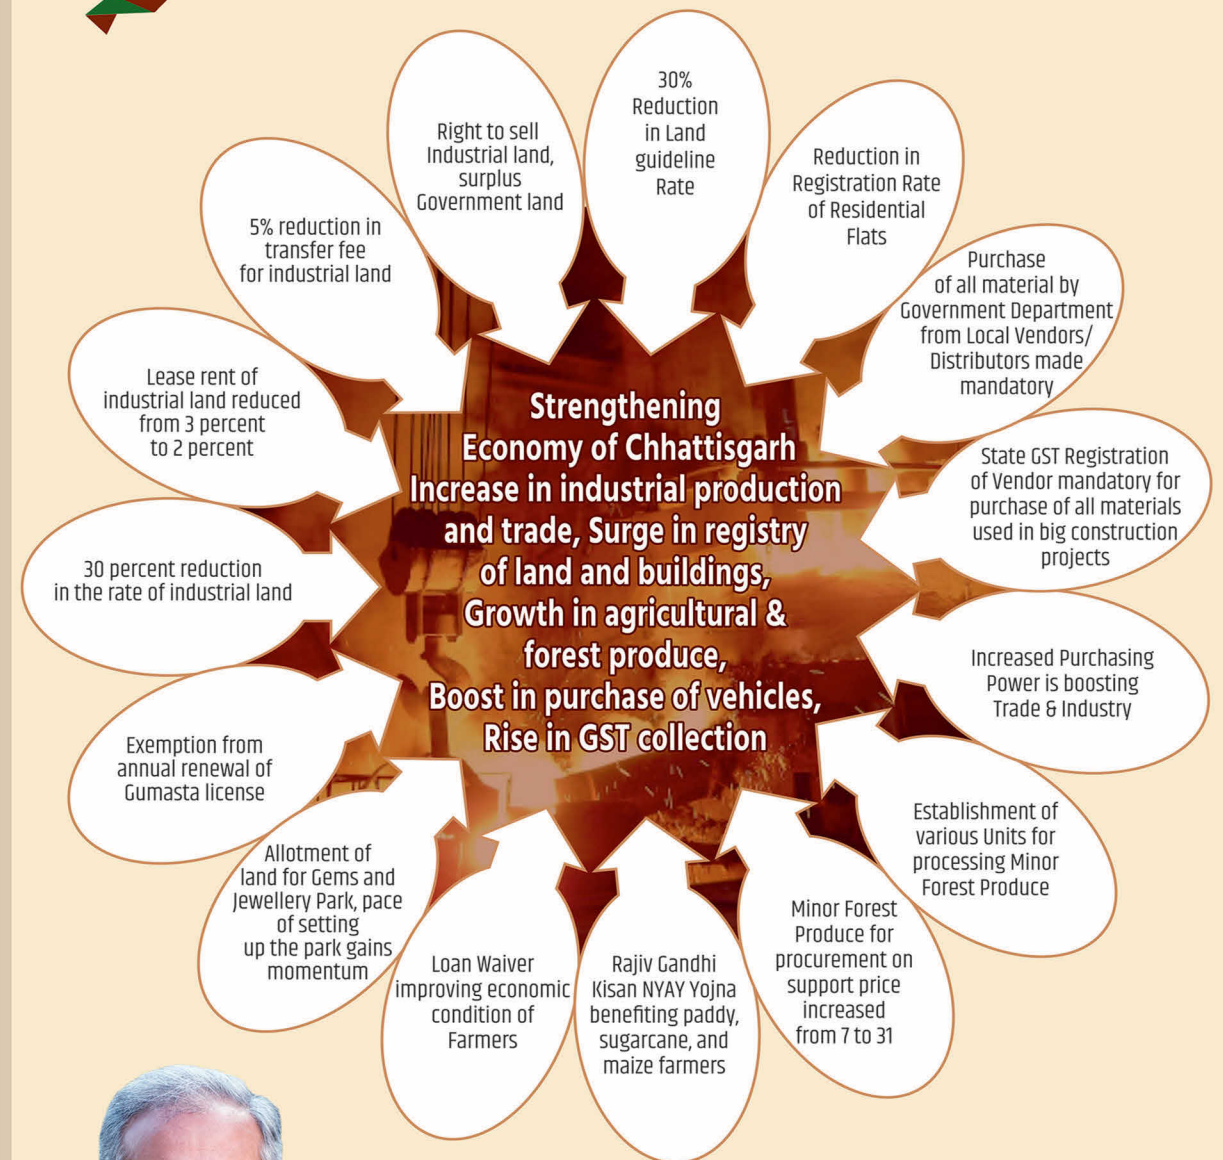 Strengthening
Economy of Chhattisgarh
Increase in industrial production
and trade, Surge in registry
of land and buildings,
Growth in agricultural &
forest produce,
Boost in purchase of vehicles,
Rise in GST collection
30%
Reduction
in Land
guideline
Rate
Reduction in
Registration Rate
of Residential
Flats
Purchase
of all material by
Government Department
from Local Vendors/
Distributors made
mandatory
State GST Registration
of Vendor mandatory for
purchase of all materials
used in big construction
projects
Increased Purchasing
Power is boosting
Trade & Industry
Establishment of
various Units for
processing Minor
Forest Produce
Minor Forest
Produce for
procurement on
support price
increased
from 7 to 31
Rajiv Gandhi
Kisan NYAY Yojna
benefiting paddy,
sugarcane, and
maize farmers
Loan Waiver
improving economic
condition of
Farmers
Allotment of
land for Gems and
Jewellery Park, pace
of setting
up the park gains
momentum
Exemption from
annual renewal of
Gumasta license
30 percent reduction
in the rate of industrial land
Lease rent of
industrial land reduced
from 3 percent
to 2 percent
5% reduction in
transfer fee
for industrial land
Right to sell
Industrial land,
surplus
Government land